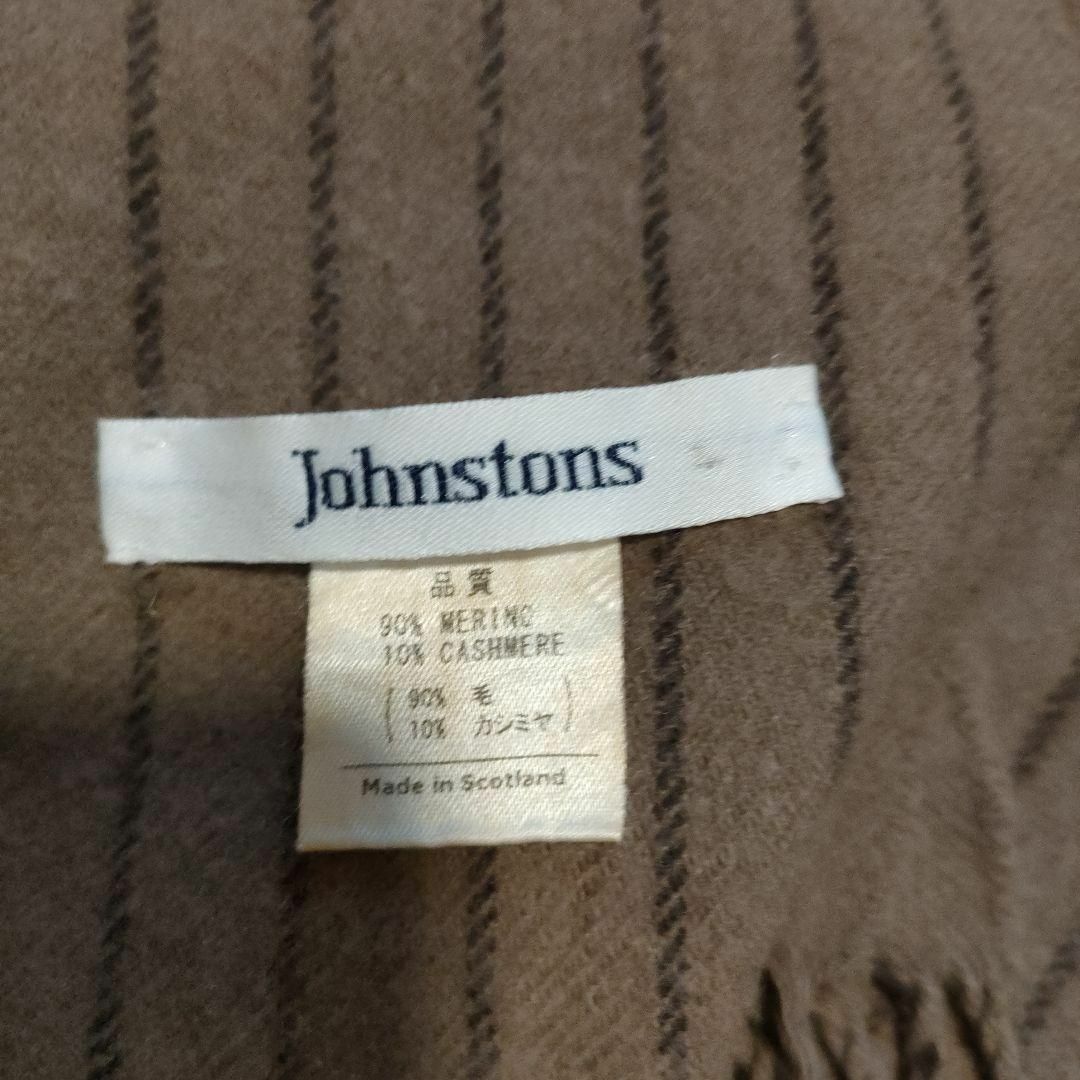 Johnstons
品質
90% MERINO
10% CASHMERE
90% 毛
10% カシミヤ
Made in Scotland